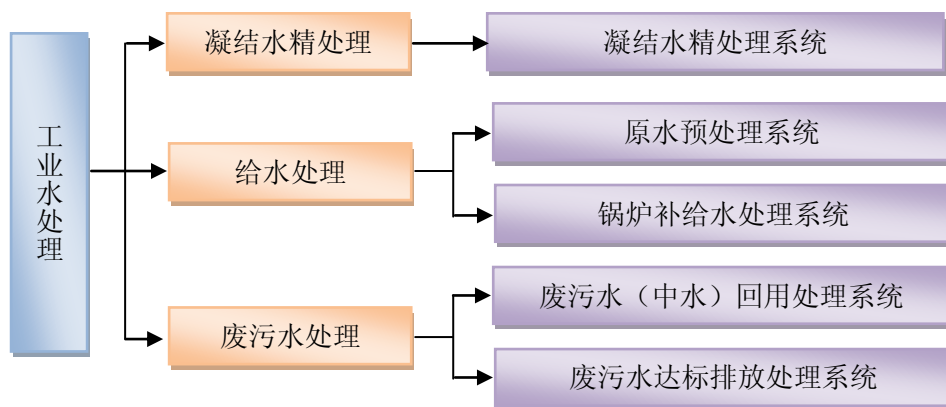 工业水处理
凝结水精处理
凝结水精处理系统
给水处理
原水预处理系统
锅炉补给水处理系统
废污水处理
废污水（中水）回用处理系统
废污水达标排放处理系统